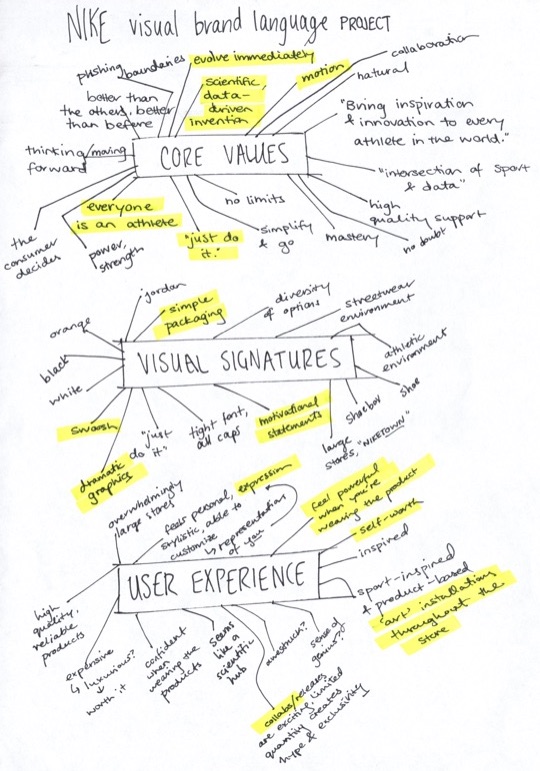 NIKE visual brand language PROJECT
pushing boundaries
evolve immediately
collaboration
motion
natural
better than
the others, better
than before
scientific,
data-
driven
invention
"Bring inspiration
& innovation to every
athlete in the world."
thinking/moving
forward
CORE VALUES
"intersection of sport
& data"
everyone
is an athlete
no limits
high
quality support
the
consumer
decides
power,
strength
"just do
it."
simplify
& go
mastery
no doubt
jordan
simple
packaging
diversity
of options
streetwear
environment
orange
black
white
VISUAL SIGNATURES
athletic
environment
swoosh
dramatic
graphics
"just
do it"
tight font,
all caps
motivational
statements
large
stores, "NIKETOWN"
shoebox
shoe
overwhelmingly
large stores
feels personal, expression
stylistic, able to
customize
↳ representation
of you
feel powerful
when you're
wearing the product
- self-worth
inspired
USER EXPERIENCE
sport-inspired
& product-based
'art' installations
throughout the
store
high
quality,
reliable
products
expensive
↳ luxurious?
↓
worth it
confident
when
wearing the
products
seems
like a
scientific
hub
awestruck?
sense of
genius?
collabs/releases
are exciting, limited
quantity creates
hype & exclusivity